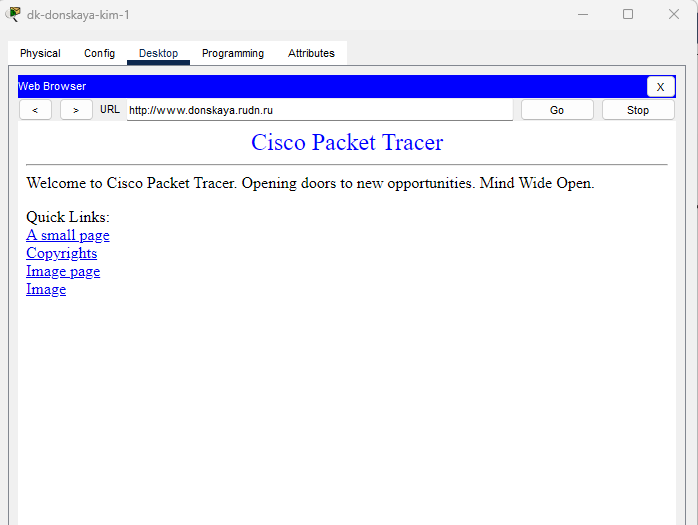 dk-donskaya-kim-1
Physical Config Desktop Programming Attributes
Web Browser X
< > URL http://www.donskaya.rudn.ru Go Stop
Cisco Packet Tracer
Welcome to Cisco Packet Tracer. Opening doors to new opportunities. Mind Wide Open.
Quick Links:
A small page
Copyrights
Image page
Image